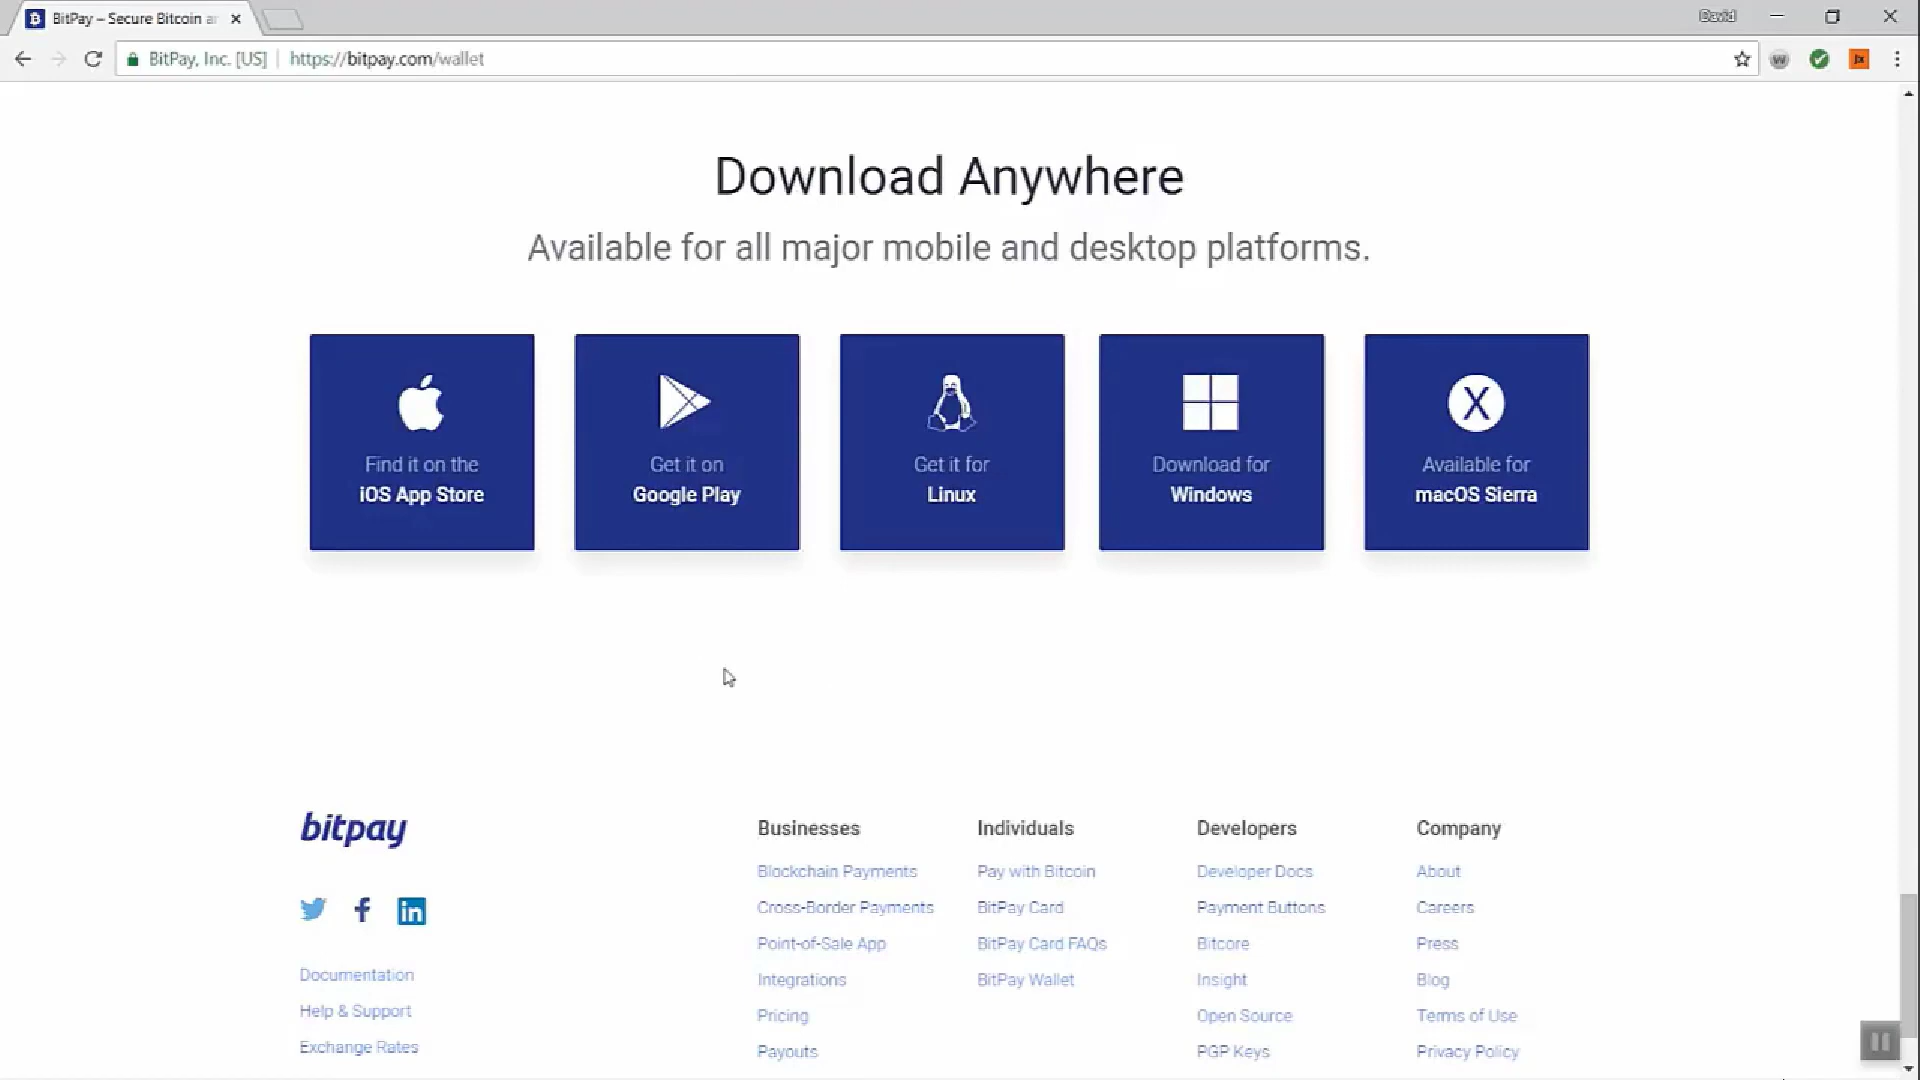 BitPay – Secure Bitcoin ar
David
BitPay, Inc. [US]
https://bitpay.com/wallet
Download Anywhere
Available for all major mobile and desktop platforms.
Find it on the
iOS App Store
Get it on
Google Play
Get it for
Linux
Download for
Windows
X
Available for
macOS Sierra
bitpay
Documentation
Help & Support
Exchange Rates
Businesses
Blockchain Payments
Cross-Border Payments
Point-of-Sale App
Integrations
Pricing
Payouts
Individuals
Pay with Bitcoin
BitPay Card
BitPay Card FAQs
BitPay Wallet
Developers
Developer Docs
Payment Buttons
Bitcore
Insight
Open Source
PGP Keys
Company
About
Careers
Press
Blog
Terms of Use
Privacy Policy